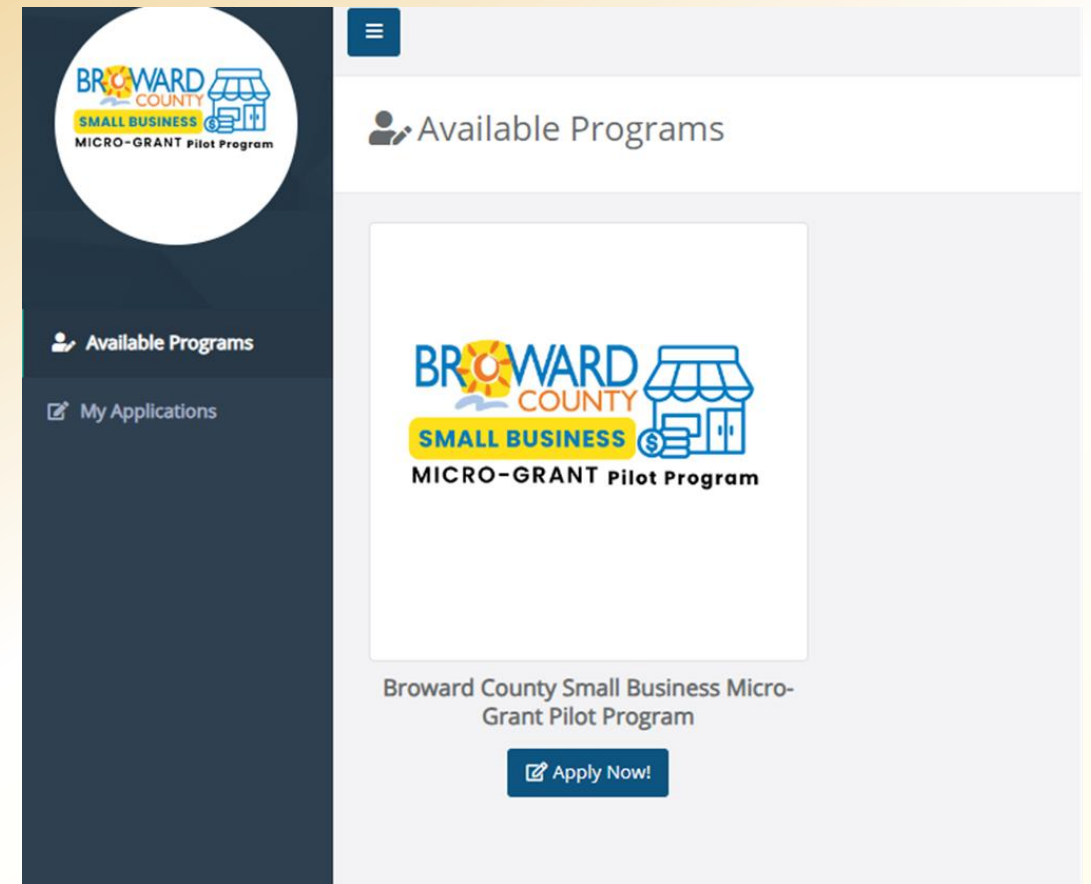 BROWARD
COUNTY
SMALL BUSINESS
MICRO-GRANT Pilot Program
Available Programs
My Applications
Available Programs
BROWARD
COUNTY
SMALL BUSINESS
MICRO-GRANT Pilot Program
Broward County Small Business Micro-
Grant Pilot Program
Apply Now!